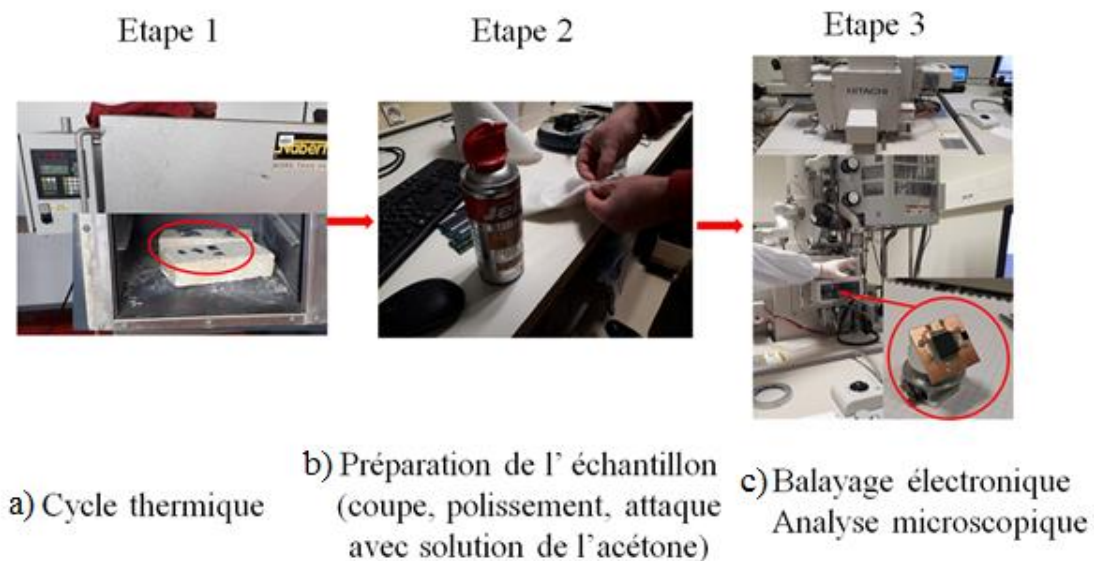 Etape 1
Etape 2
Etape 3
HITACHI
a) Cycle thermique
b) Préparation de l’ échantillon
(coupe, polissement, attaque
avec solution de l’acétone)
c) Balayage électronique
Analyse microscopique